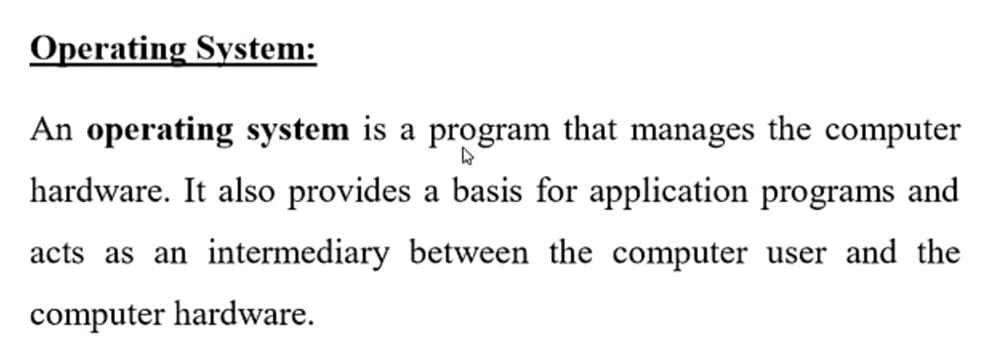 Operating System:
An operating system is a program that manages the computer
hardware. It also provides a basis for application programs and
acts as an intermediary between the computer user and the
computer hardware.